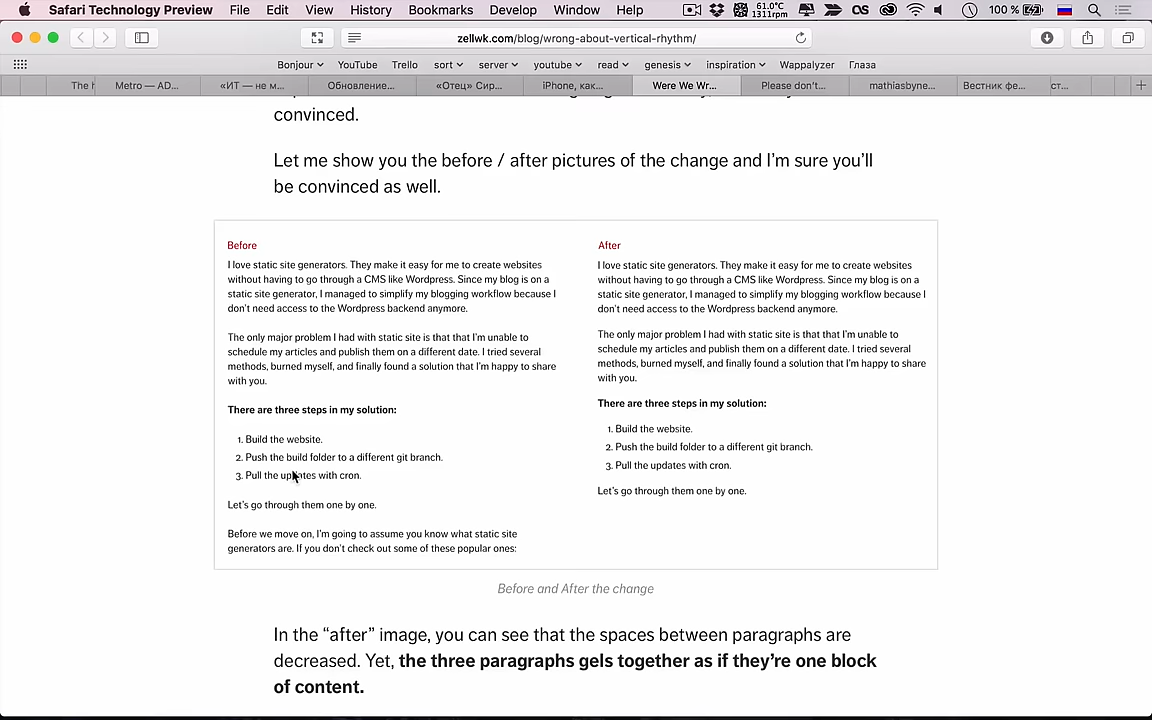 Safari Technology Preview File Edit View History Bookmarks Develop Window Help 61.0°C 1311rpm 100 %
zellwk.com/blog/wrong-about-vertical-rhythm/
Bonjour YouTube Trello sort server youtube read genesis inspiration Wappalyzer Глаза
The Metro — AD... «ИТ — не м... Обновление... «Отец» Сир... iPhone, как... Were We Wr... Please don't... mathiasbyne... Вестник фе... ст...
convinced.
Let me show you the before / after pictures of the change and I'm sure you'll
be convinced as well.
Before
I love static site generators. They make it easy for me to create websites
without having to go through a CMS like Wordpress. Since my blog is on a
static site generator, I managed to simplify my blogging workflow because I
don't need access to the Wordpress backend anymore.
The only major problem I had with static site is that that I'm unable to
schedule my articles and publish them on a different date. I tried several
methods, burned myself, and finally found a solution that I'm happy to share
with you.
There are three steps in my solution:
1. Build the website.
2. Push the build folder to a different git branch.
3. Pull the updates with cron.
Let's go through them one by one.
Before we move on, I'm going to assume you know what static site
generators are. If you don't check out some of these popular ones:
After
I love static site generators. They make it easy for me to create websites
without having to go through a CMS like Wordpress. Since my blog is on a
static site generator, I managed to simplify my blogging workflow because I
don't need access to the Wordpress backend anymore.
The only major problem I had with static site is that that I'm unable to
schedule my articles and publish them on a different date. I tried several
methods, burned myself, and finally found a solution that I'm happy to share
with you.
There are three steps in my solution:
1. Build the website.
2. Push the build folder to a different git branch.
3. Pull the updates with cron.
Let's go through them one by one.
Before and After the change
In the “after” image, you can see that the spaces between paragraphs are
decreased. Yet, the three paragraphs gels together as if they're one block
of content.